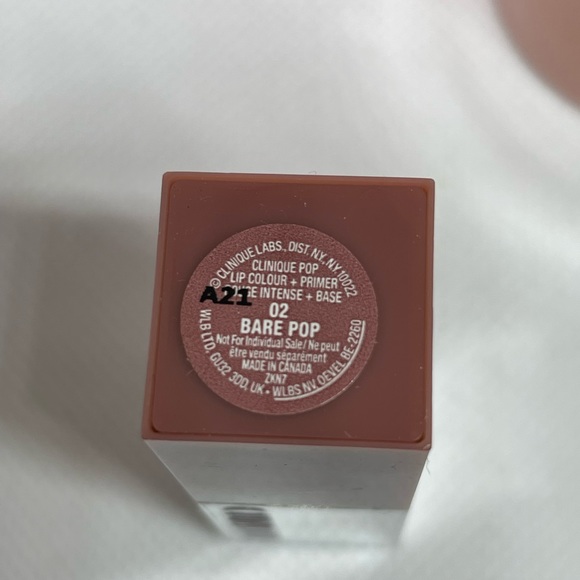 ©CLINIQUE LABS., DIST. N.Y., N.Y. 10022
CLINIQUE POP
LIP COLOUR + PRIMER
E INTENSE + BASE
A21
02
BARE POP
Not For Individual Sale/Ne peut
être vendu séparément
MADE IN CANADA
ZKN7
WLB LTD, GU32 3DD, UK • WLBS NV OEVEL BE-2260